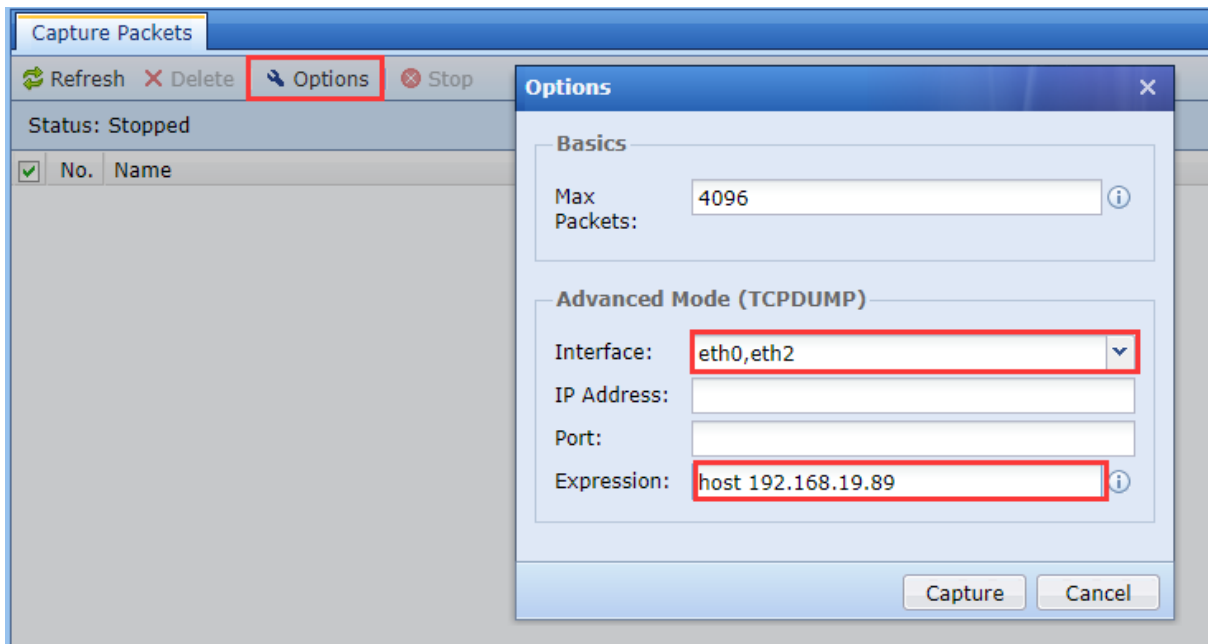 Capture Packets
Refresh Delete Options Stop
Status: Stopped
No. Name
Options
Basics
Max Packets: 4096
Advanced Mode (TCPDUMP)
Interface: eth0,eth2
IP Address:
Port:
Expression: host 192.168.19.89
Capture Cancel